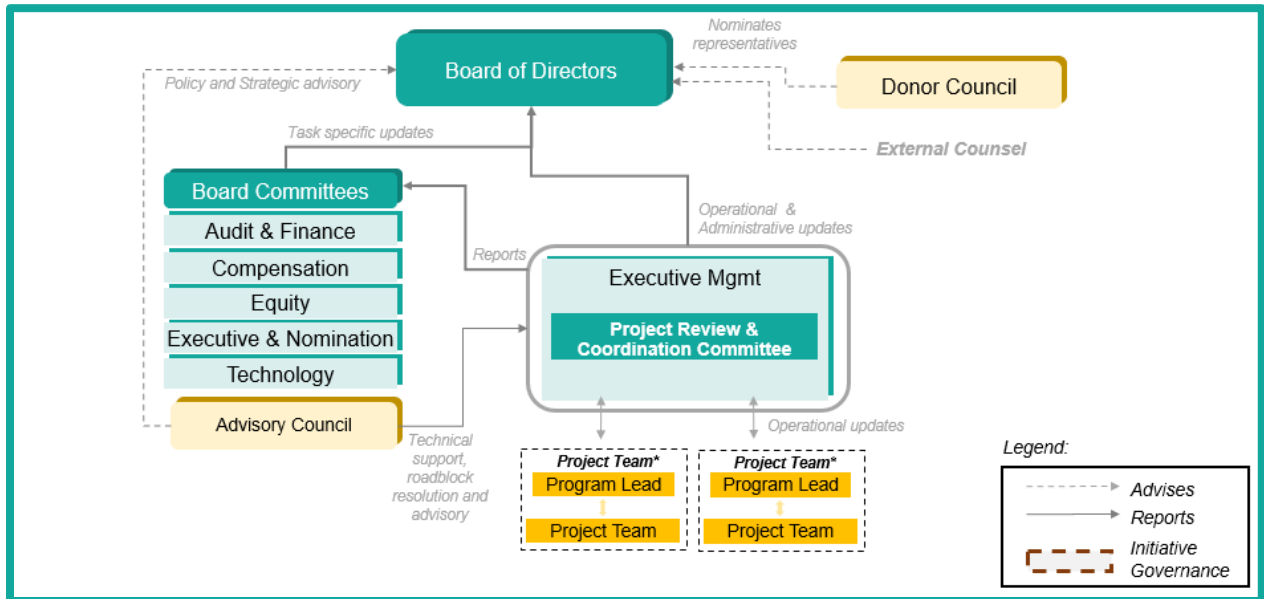 Nominates
representatives
Board of Directors
Policy and Strategic advisory
Donor Council
Task specific updates
External Counsel
Board Committees
Audit & Finance
Compensation
Equity
Executive & Nomination
Technology
Advisory Council
Operational &
Administrative updates
Reports
Executive Mgmt
Project Review &
Coordination Committee
Technical
support,
roadblock
resolution and
advisory
Operational updates
Project Team*
Program Lead
Project Team
Project Team*
Program Lead
Project Team
Legend:
Advises
Reports
Initiative
Governance